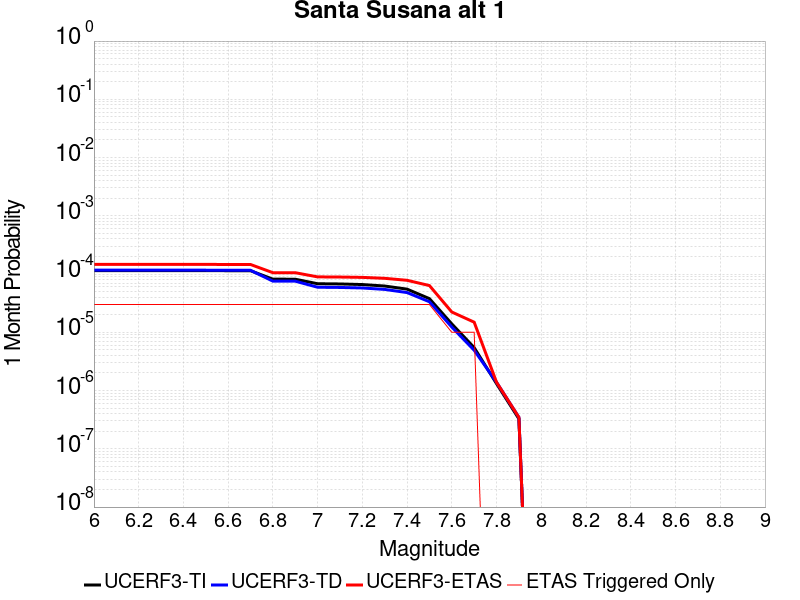 Santa Susana alt 1
10^0
10^-1
10^-2
10^-3
10^-4
10^-5
10^-6
10^-7
10^-8
1 Month Probability
6 6.2 6.4 6.6 6.8 7 7.2 7.4 7.6 7.8 8 8.2 8.4 8.6 8.8 9
Magnitude
UCERF3-TI UCERF3-TD UCERF3-ETAS ETAS Triggered Only